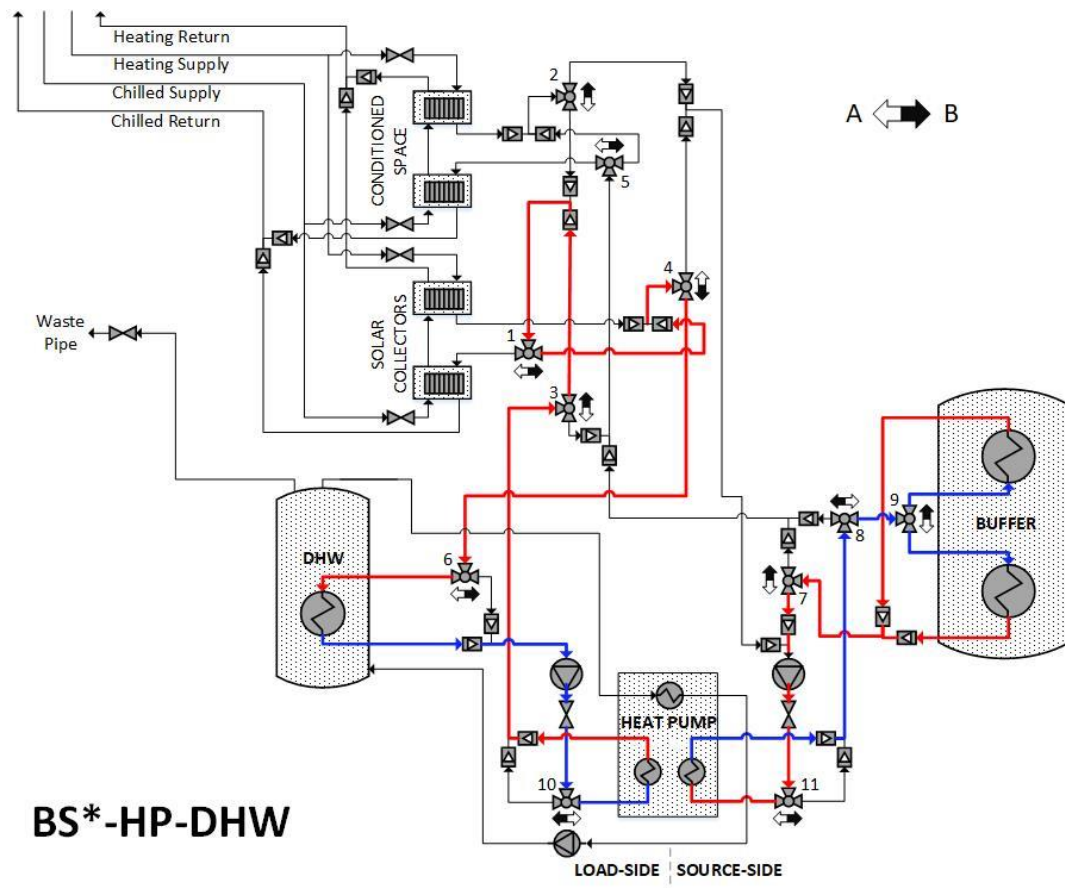 Heating Return
Heating Supply
Chilled Supply
Chilled Return
A
B
CONDITIONED
SPACE
2
5
SOLAR
COLLECTORS
4
1
3
Waste
Pipe
DHW
6
8
9
BUFFER
7
HEAT PUMP
10
11
BS*-HP-DHW
LOAD-SIDE
SOURCE-SIDE